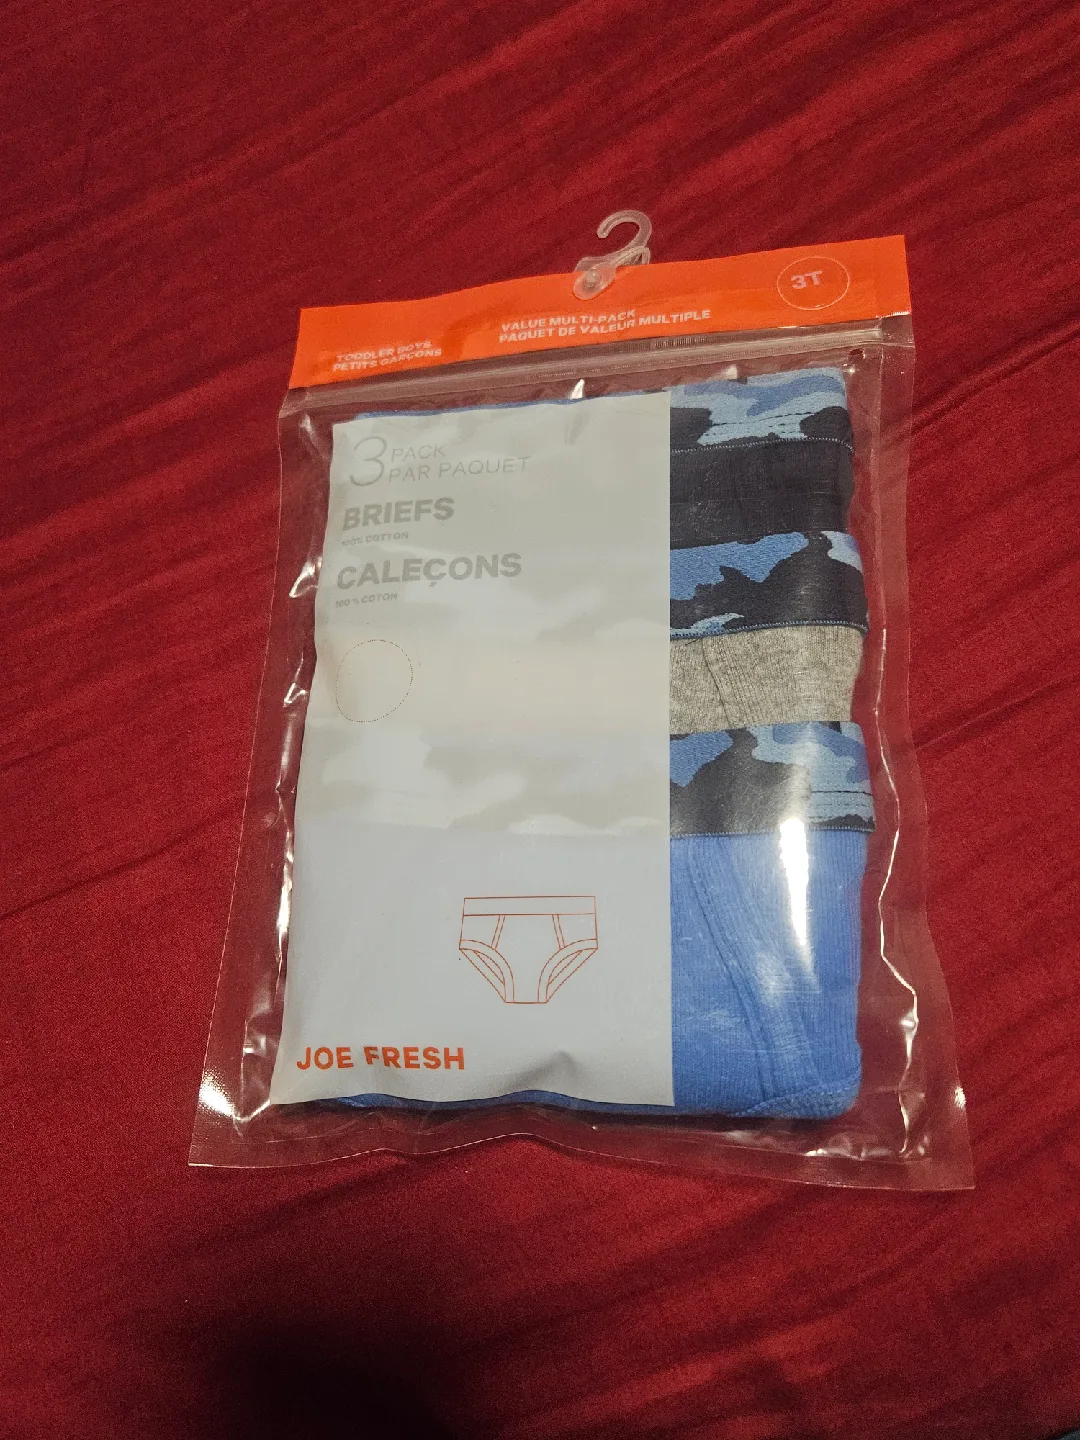 3T
VALUE MULTI-PACK
PAQUET DE VALEUR MULTIPLE
TODDLER BOYS
PETITS GARÇONS
3 PACK
PAR PAQUET
BRIEFS
100% COTTON
CALEÇONS
100 % COTON
JOE FRESH